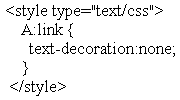 <style type="text/css">
A:link {
text-decoration:none;
}
</style>